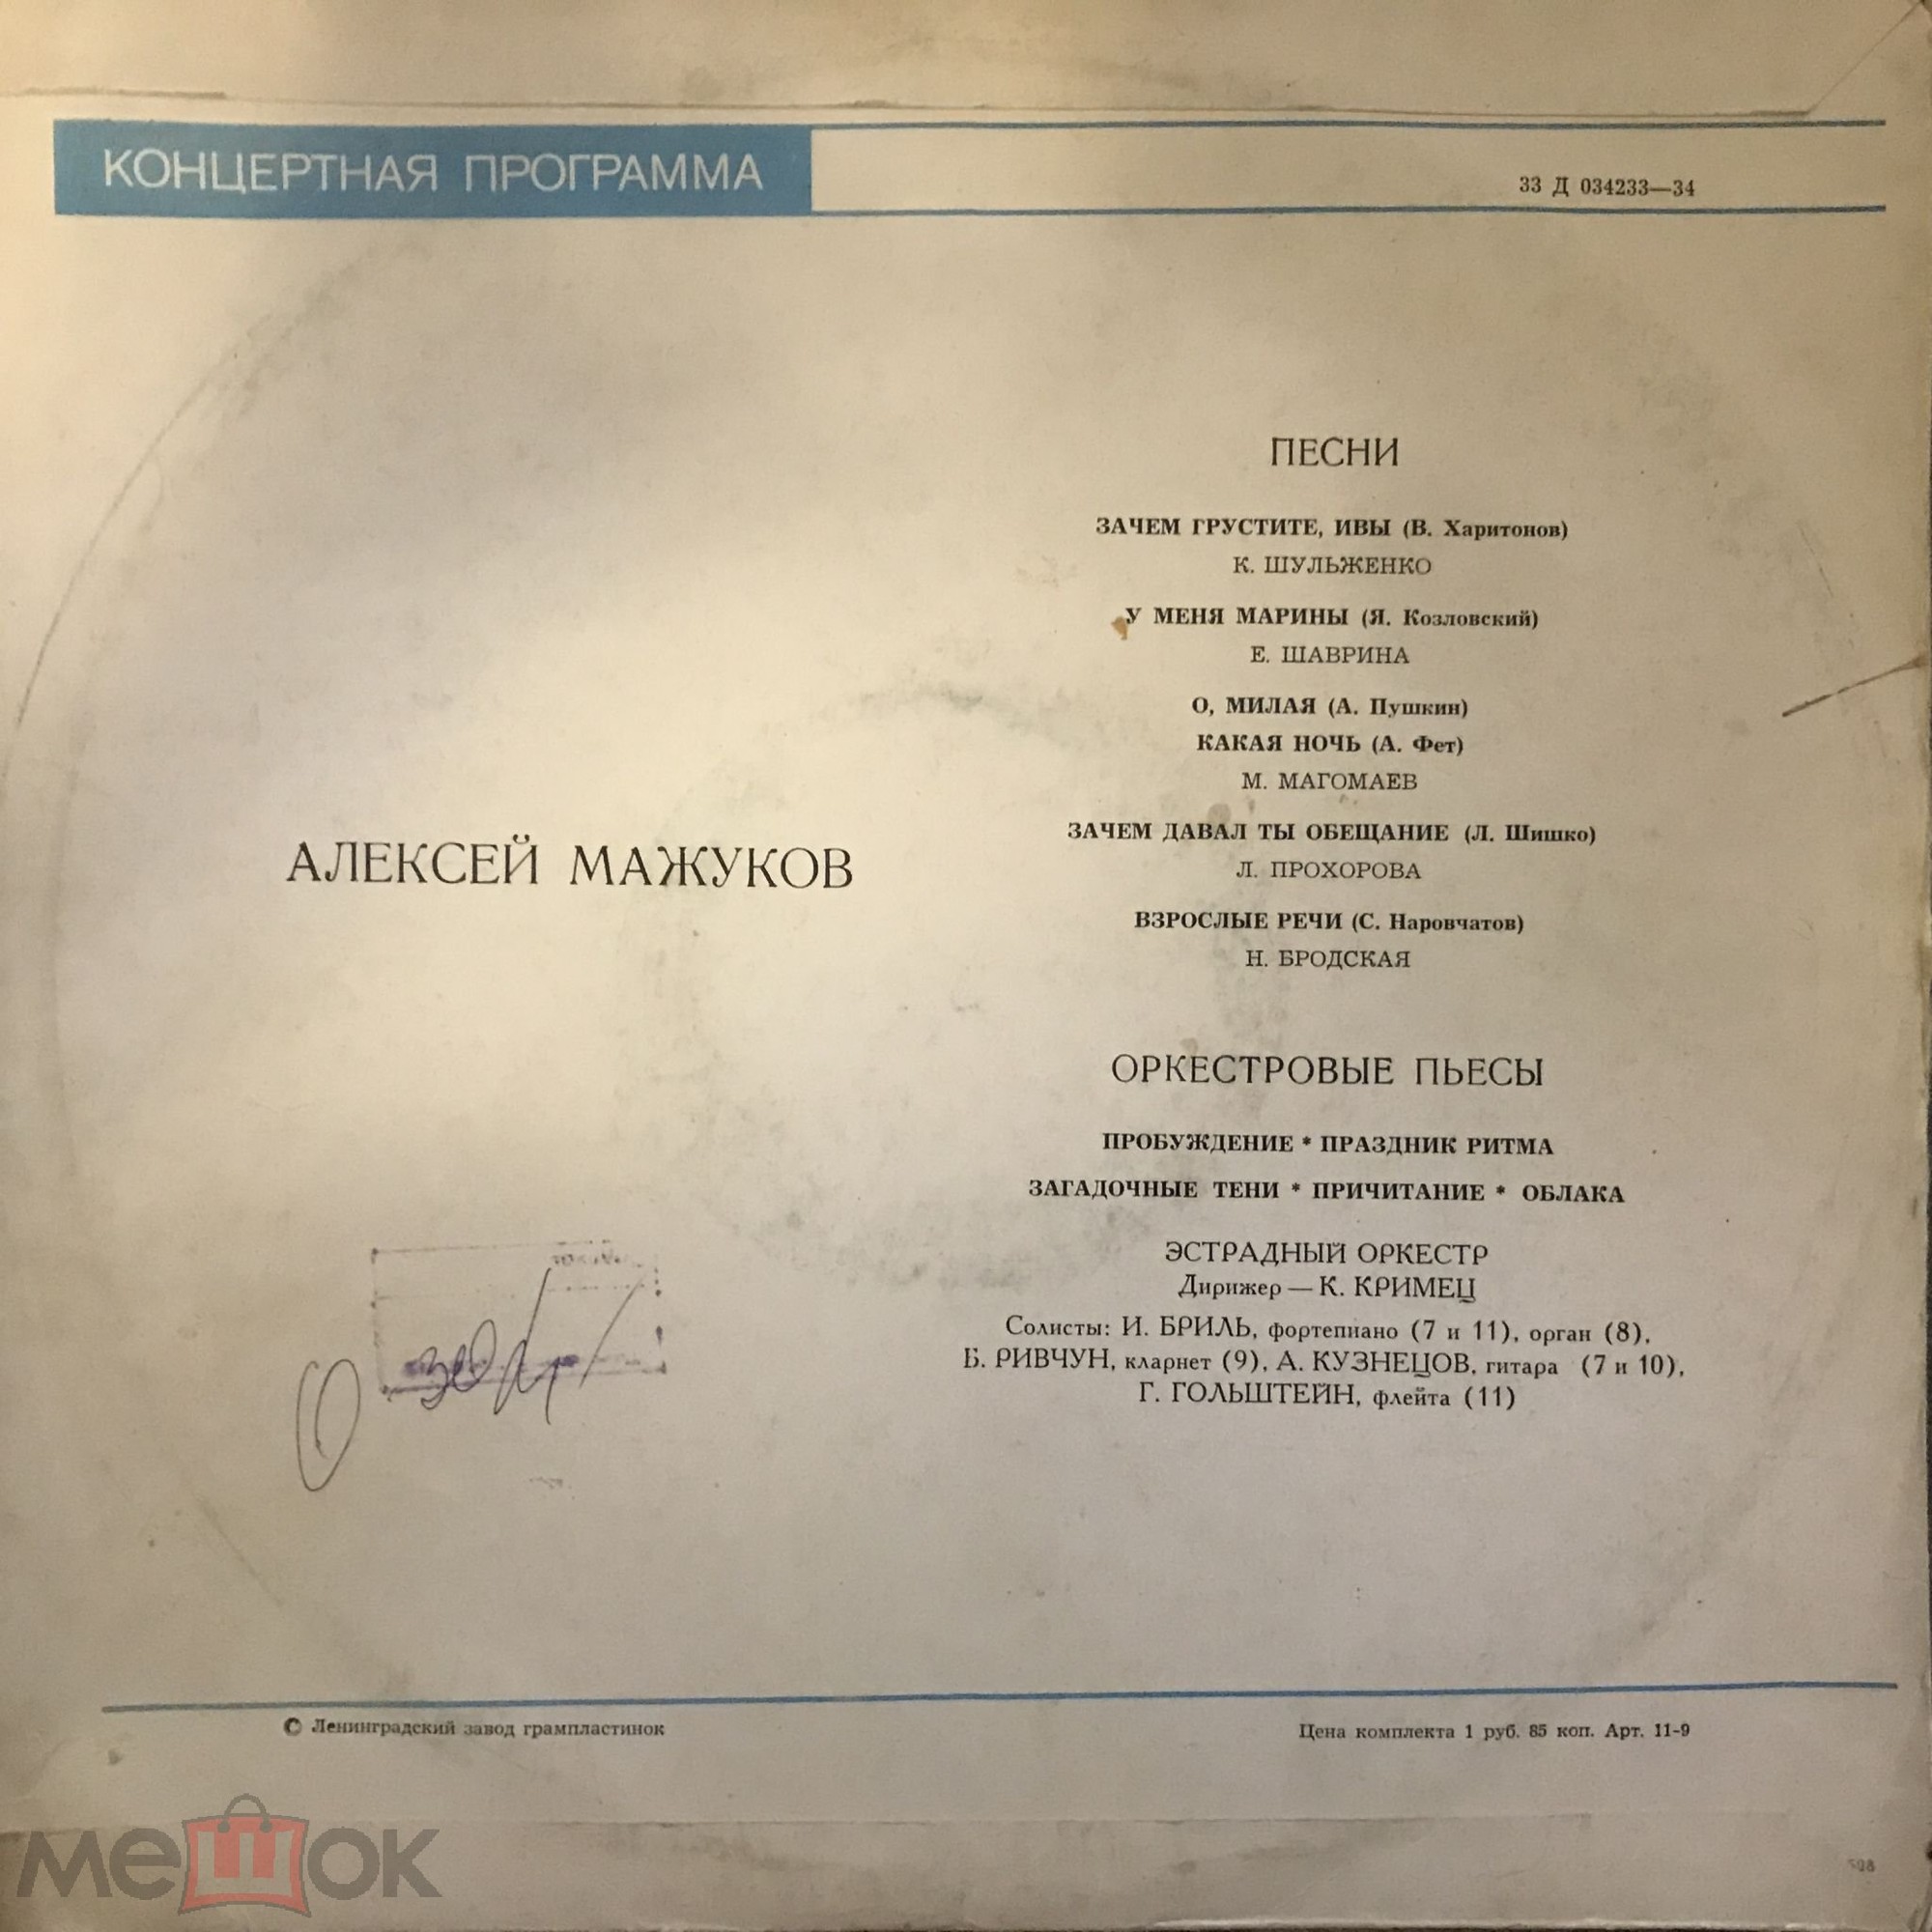 КОНЦЕРТНАЯ ПРОГРАММА
33 Д 034233—34
АЛЕКСЕЙ МАЖУКОВ
ПЕСНИ
ЗАЧЕМ ГРУСТИТЕ, ИВЫ (В. Харитонов)
К. ШУЛЬЖЕНКО
У МЕНЯ МАРИНЫ (Я. Козловский)
Е. ШАВРИНА
О, МИЛАЯ (А. Пушкин)
КАКАЯ НОЧЬ (А. Фет)
М. МАГОМАЕВ
ЗАЧЕМ ДАВАЛ ТЫ ОБЕЩАНИЕ (Л. Шишко)
Л. ПРОХОРОВА
ВЗРОСЛЫЕ РЕЧИ (С. Наровчатов)
Н. БРОДСКАЯ
ОРКЕСТРОВЫЕ ПЬЕСЫ
ПРОБУЖДЕНИЕ * ПРАЗДНИК РИТМА
ЗАГАДОЧНЫЕ ТЕНИ * ПРИЧИТАНИЕ * ОБЛАКА
ЭСТРАДНЫЙ ОРКЕСТР
Дирижер — К. КРИМЕЦ
Солисты: И. БРИЛЬ, фортепиано (7 и 11), орган (8),
Б. РИВЧУН, кларнет (9), А. КУЗНЕЦОВ, гитара (7 и 10),
Г. ГОЛЬШТЕЙН, флейта (11)
© Ленинградский завод грампластинок
Цена комплекта 1 руб. 85 коп. Арт. 11-9
мешок